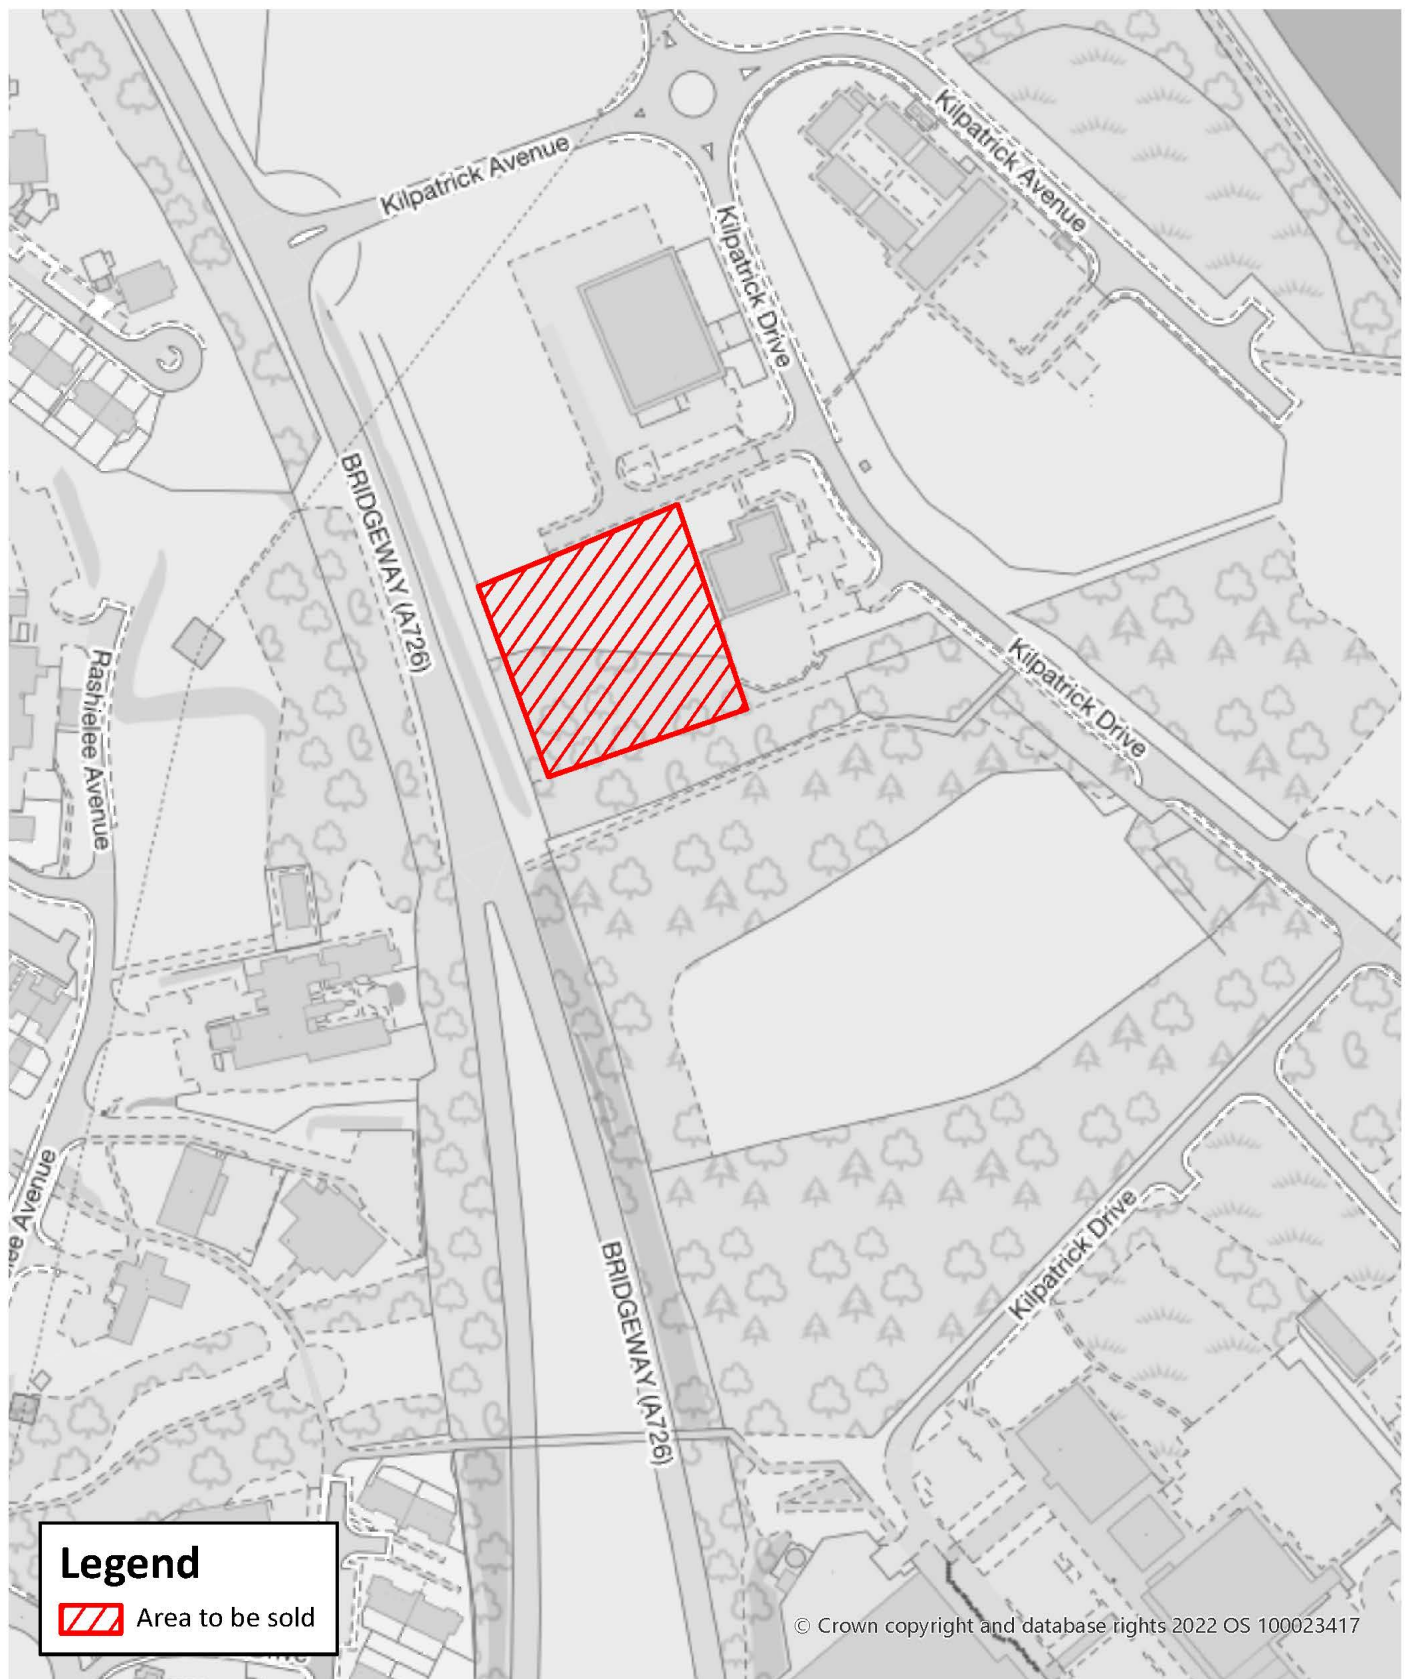 Kilpatrick Avenue
Kilpatrick Avenue
Kilpatrick Drive
BRIDGEWAY (A726)
Rashielee Avenue
Kilpatrick Drive
Avenue
Kilpatrick Drive
BRIDGEWAY (A726)
Legend
Area to be sold
© Crown copyright and database rights 2022 OS 100023417